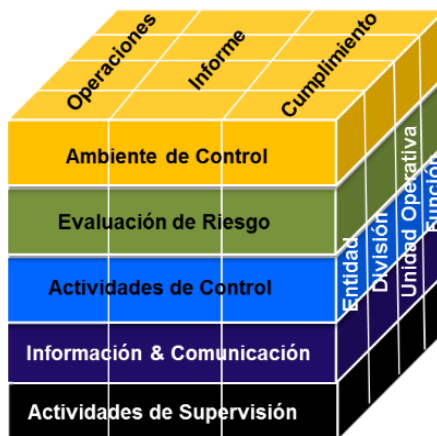 Operaciones
Informe
Cumplimiento
Ambiente de Control
Evaluación de Riesgo
Actividades de Control
Información & Comunicación
Actividades de Supervisión
Entidad
División
Unidad Operativa
Función